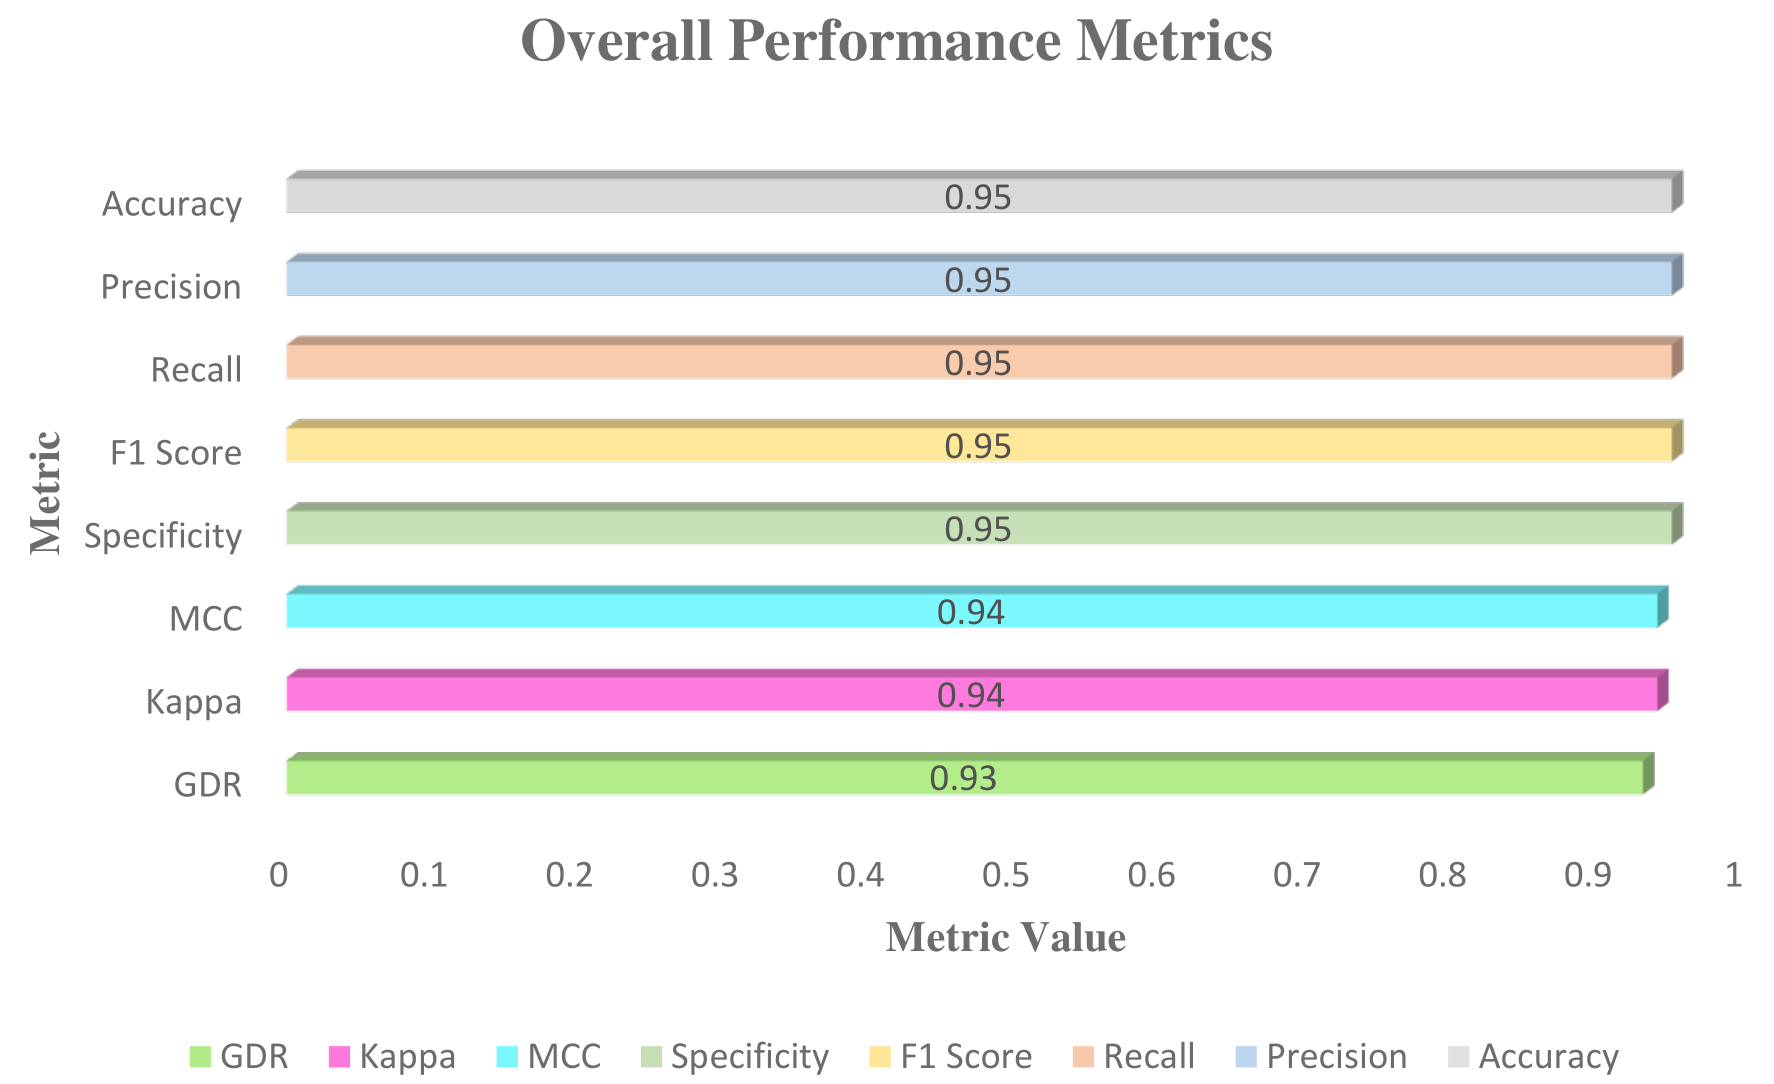 Overall Performance Metrics
Accuracy 0.95
Precision 0.95
Recall 0.95
F1 Score 0.95
Specificity 0.95
MCC 0.94
Kappa 0.94
GDR 0.93
Metric
0 0.1 0.2 0.3 0.4 0.5 0.6 0.7 0.8 0.9 1
Metric Value
GDR Kappa MCC Specificity F1 Score Recall Precision Accuracy